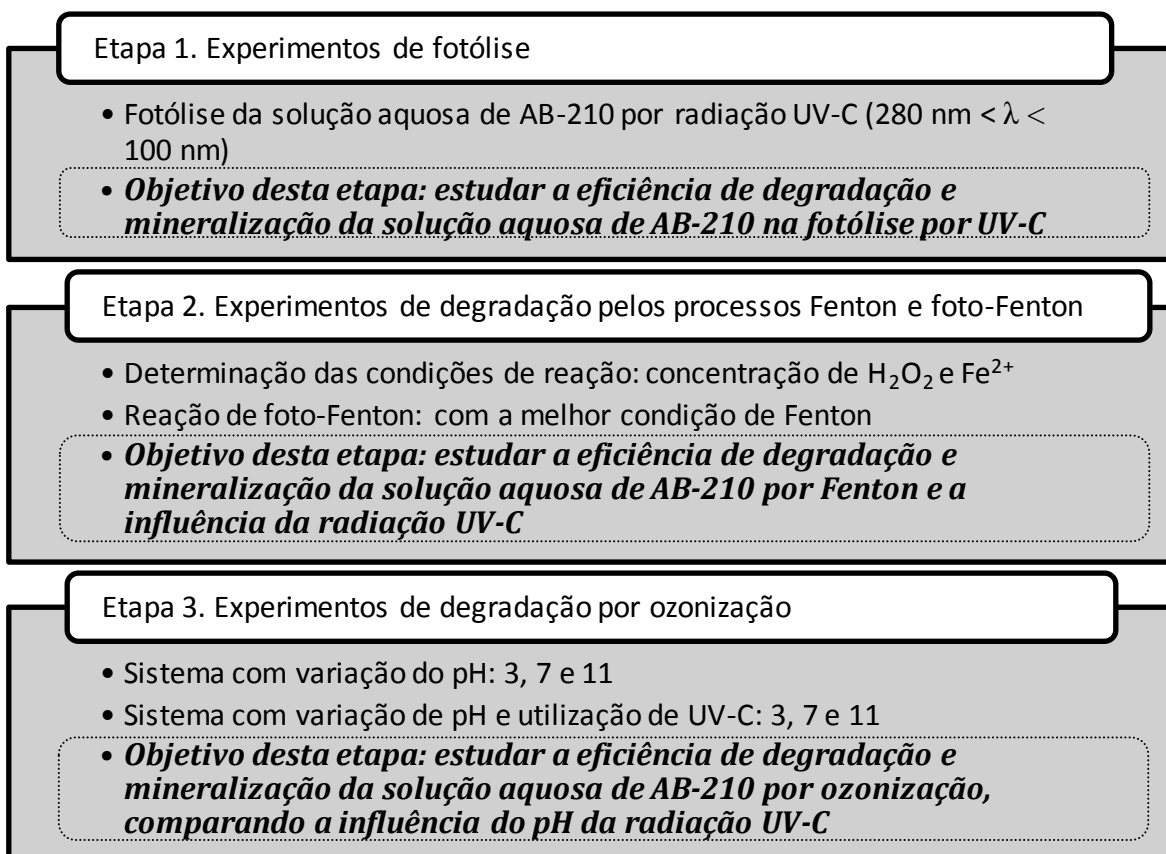 Etapa 1. Experimentos de fotólise
• Fotólise da solução aquosa de AB-210 por radiação UV-C (280 nm < λ <
100 nm)
• Objetivo desta etapa: estudar a eficiência de degradação e
mineralização da solução aquosa de AB-210 na fotólise por UV-C
Etapa 2. Experimentos de degradação pelos processos Fenton e foto-Fenton
• Determinação das condições de reação: concentração de H₂O₂ e Fe²⁺
• Reação de foto-Fenton: com a melhor condição de Fenton
• Objetivo desta etapa: estudar a eficiência de degradação e
mineralização da solução aquosa de AB-210 por Fenton e a
influência da radiação UV-C
Etapa 3. Experimentos de degradação por ozonização
• Sistema com variação do pH: 3, 7 e 11
• Sistema com variação de pH e utilização de UV-C: 3, 7 e 11
• Objetivo desta etapa: estudar a eficiência de degradação e
mineralização da solução aquosa de AB-210 por ozonização,
comparando a influência do pH da radiação UV-C